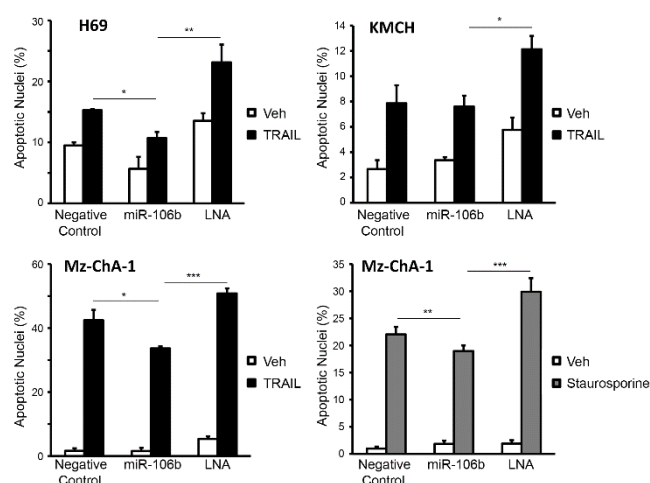 H69
**
*
Apoptotic Nuclei (%)
30
20
10
0
Veh
TRAIL
Negative Control
miR-106b
LNA
KMCH
*
Apoptotic Nuclei (%)
14
12
10
8
6
4
2
0
Veh
TRAIL
Negative
Control
miR-106b
LNA
Mz-ChA-1
***
*
Apoptotic Nuclei (%)
60
40
20
0
Veh
TRAIL
Negative
Control
miR-106b
LNA
Mz-ChA-1
***
**
Apoptotic Nuclei (%)
35
30
25
20
15
10
5
0
Veh
Staurosporine
Negative
Control
miR-106b
LNA